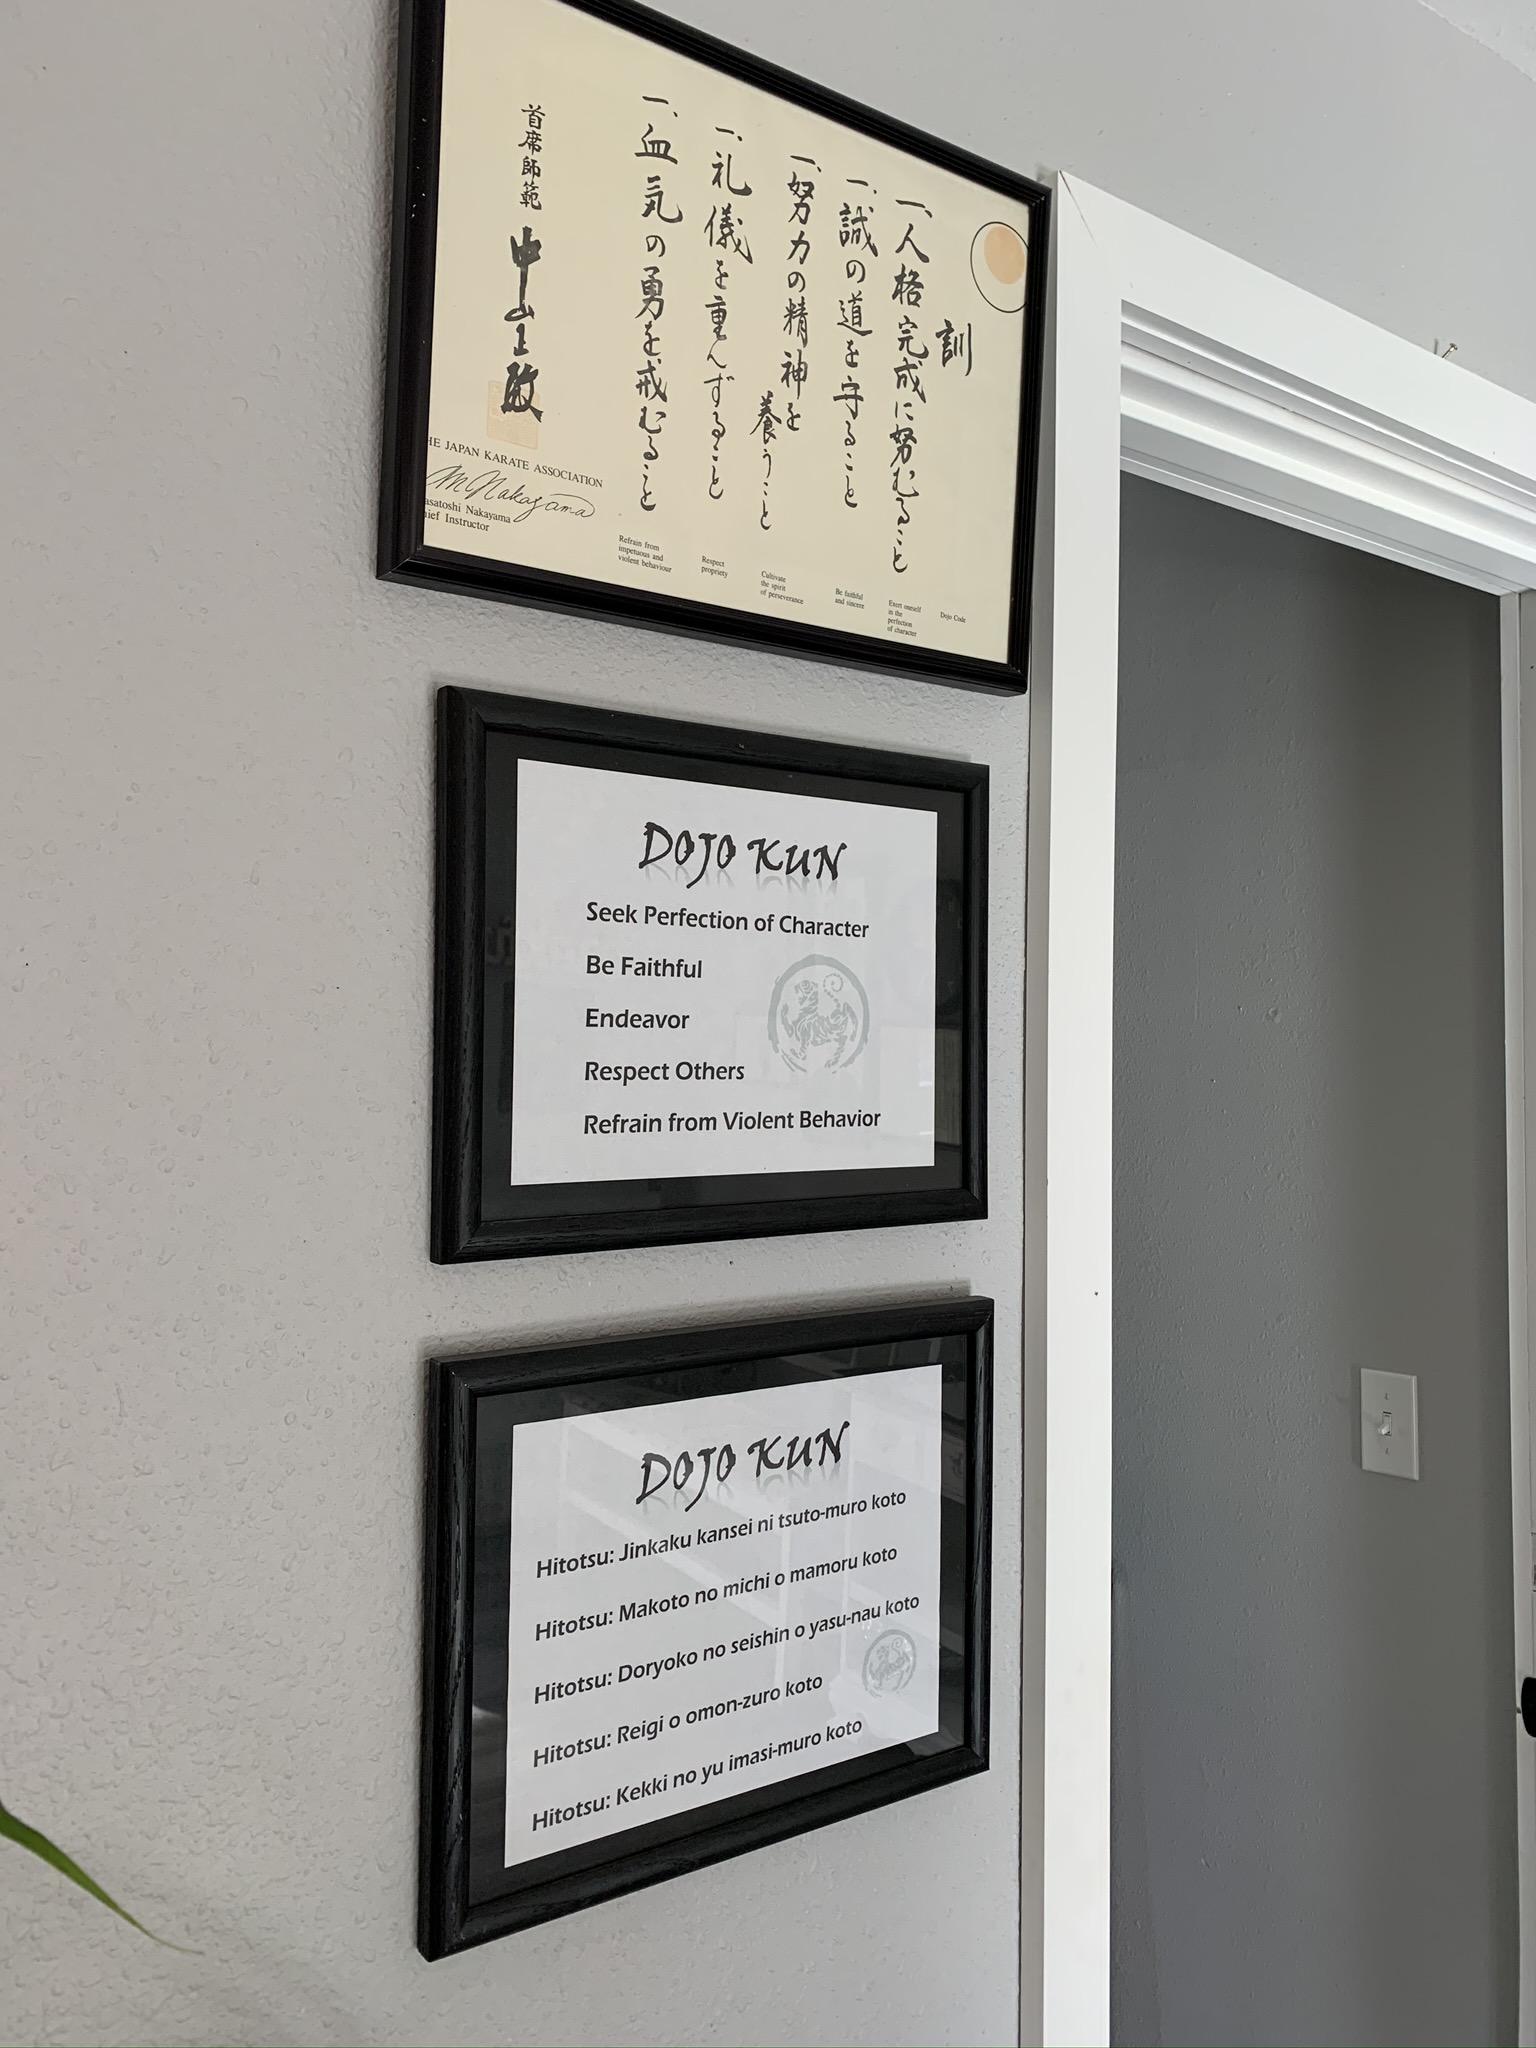 訓
一、人格完成に努むること
一、誠の道を守ること
一、努力の精神を養うこと
一、礼儀を重んずること
一、血気の勇を戒むること
首席師範
中山正敏
HE JAPAN KARATE ASSOCIATION
M Nakayama
asatoshi Nakayama
hief Instructor
Refrain from
impetuous and
violent behaviour
Respect
propriety
Cultivate
the spirit
of perseverance
Be faithful
and sincere
Exert oneself
in the
perfection
of character
Dojo Code
DOJO KUN
Seek Perfection of Character
Be Faithful
Endeavor
Respect Others
Refrain from Violent Behavior
DOJO KUN
Hitotsu: Jinkaku kansei ni tsuto-muro koto
Hitotsu: Makoto no michi o mamoru koto
Hitotsu: Doryoko no seishin o yasu-nau koto
Hitotsu: Reigi o omon-zuro koto
Hitotsu: Kekki no yu imasi-muro koto